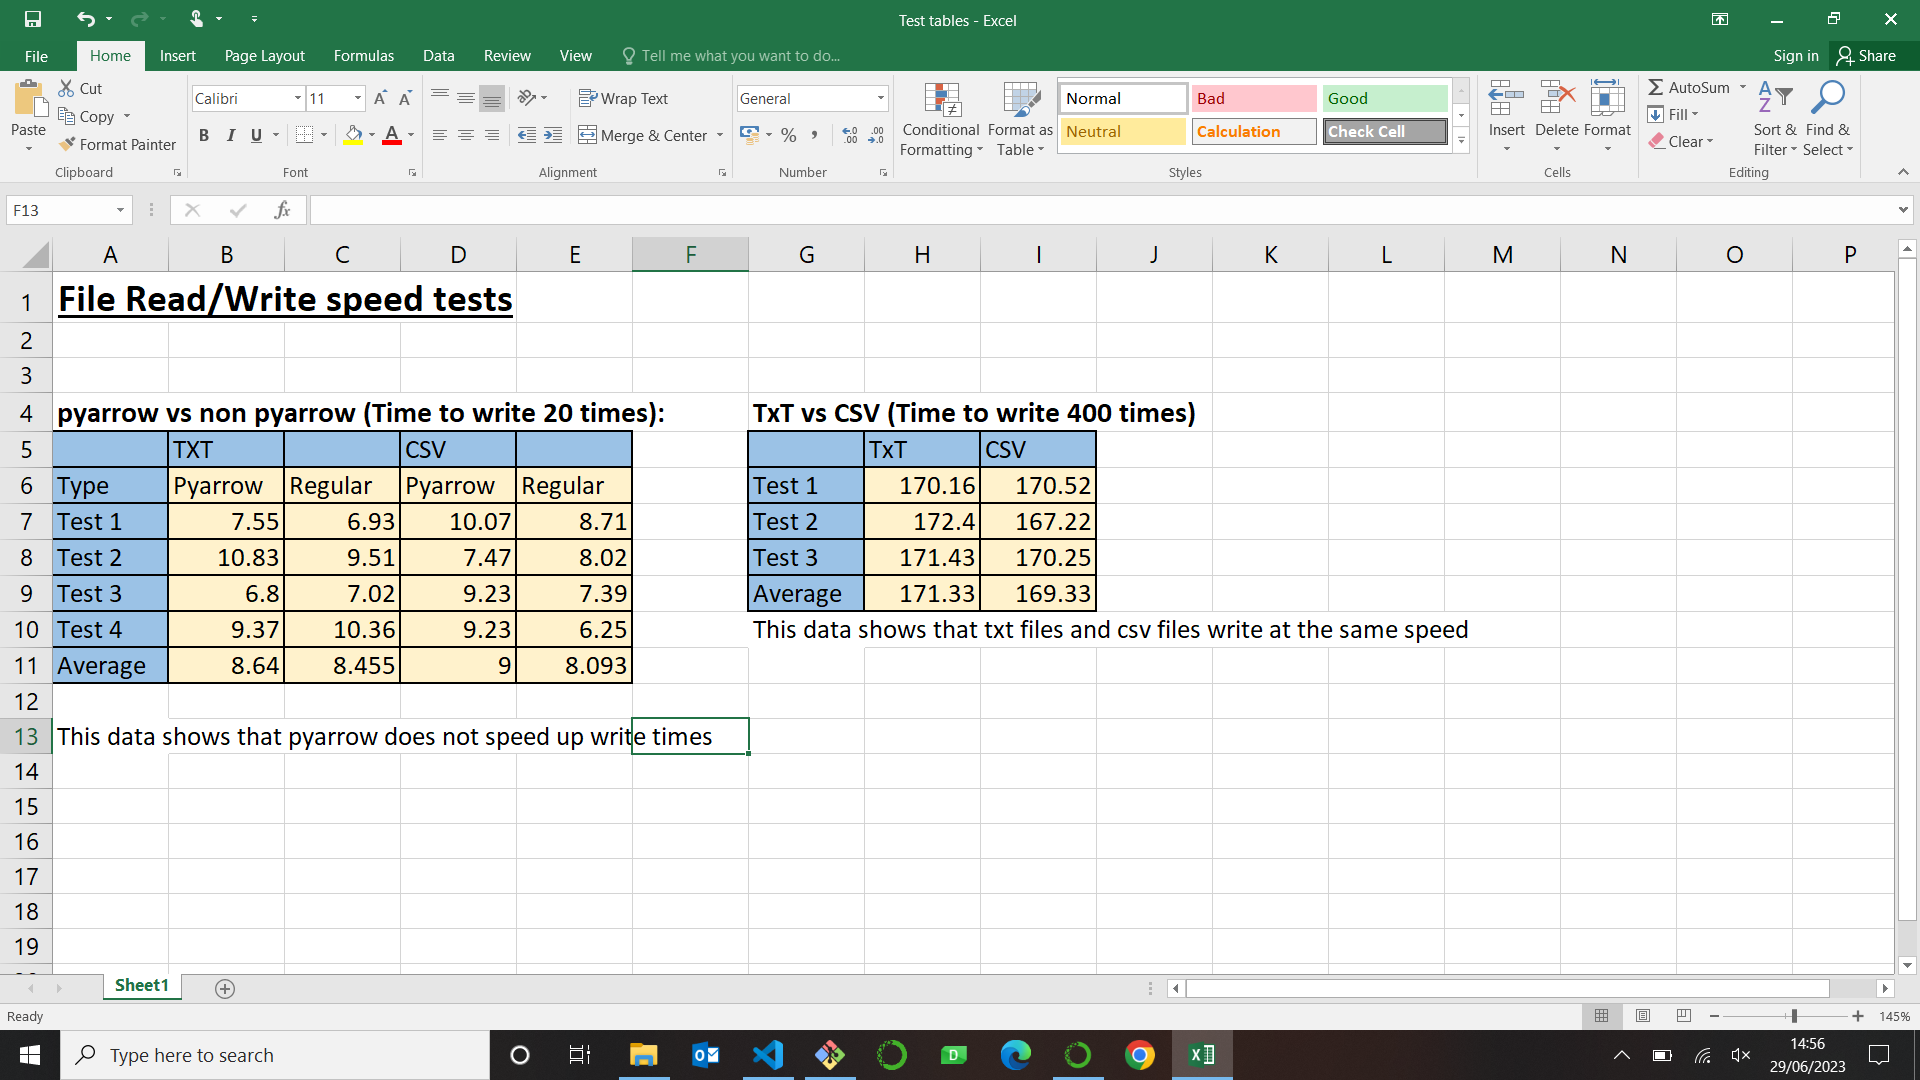 Test tables - Excel
File Home Insert Page Layout Formulas Data Review View Tell me what you want to do... Sign in Share
Paste Cut Copy Format Painter Clipboard
Calibri 11 B I U A Font
Wrap Text Merge & Center Alignment
General % Number
Conditional Formatting Format as Table Normal Bad Good Neutral Calculation Check Cell Styles
Insert Delete Format Cells
AutoSum Fill Clear Sort & Filter Find & Select Editing
F13 fx
A B C D E F G H I J K L M N O P
1 File Read/Write speed tests
2
3
4 pyarrow vs non pyarrow (Time to write 20 times): TxT vs CSV (Time to write 400 times)
5 TXT CSV TxT CSV
6 Type Pyarrow Regular Pyarrow Regular Test 1 170.16 170.52
7 Test 1 7.55 6.93 10.07 8.71 Test 2 172.4 167.22
8 Test 2 10.83 9.51 7.47 8.02 Test 3 171.43 170.25
9 Test 3 6.8 7.02 9.23 7.39 Average 171.33 169.33
10 Test 4 9.37 10.36 9.23 6.25 This data shows that txt files and csv files write at the same speed
11 Average 8.64 8.455 9 8.093
12
13 This data shows that pyarrow does not speed up write times
14
15
16
17
18
19
Sheet1
Ready 145%
Type here to search 14:56
29/06/2023